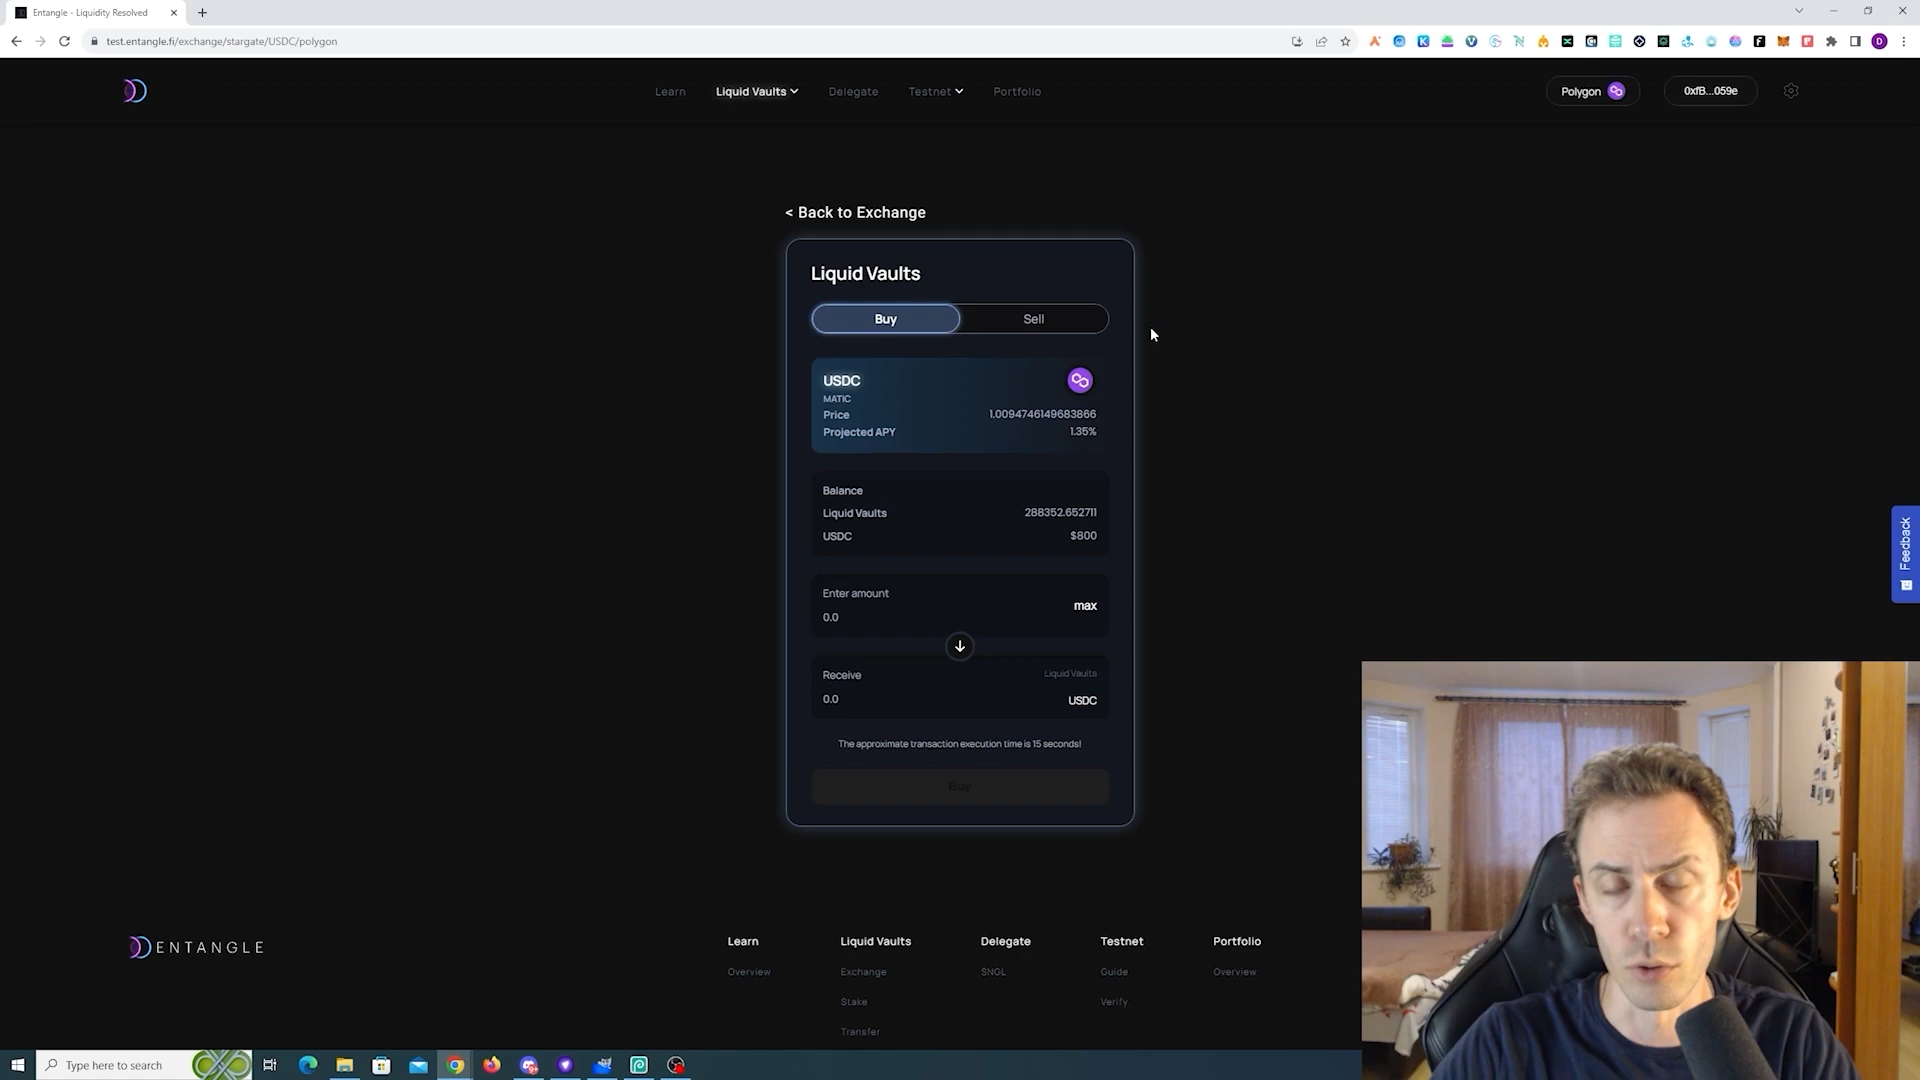 Entangle - Liquidity Resolved
test.entangle.fi/exchange/stargate/USDC/polygon
Learn
Liquid Vaults
Delegate
Testnet
Portfolio
Polygon
0xfB...059e
< Back to Exchange
Liquid Vaults
Buy
Sell
USDC
MATIC
Price
1.0094746149683866
Projected APY
1.35%
Balance
Liquid Vaults
288352.652711
USDC
$800
Enter amount
0.0
max
Receive
Liquid Vaults
0.0
USDC
The approximate transaction execution time is 15 seconds!
Buy
Feedback
ENTANGLE
Learn
Liquid Vaults
Delegate
Testnet
Portfolio
Overview
Exchange
$NGL
Guide
Overview
Stake
Verify
Transfer
Type here to search